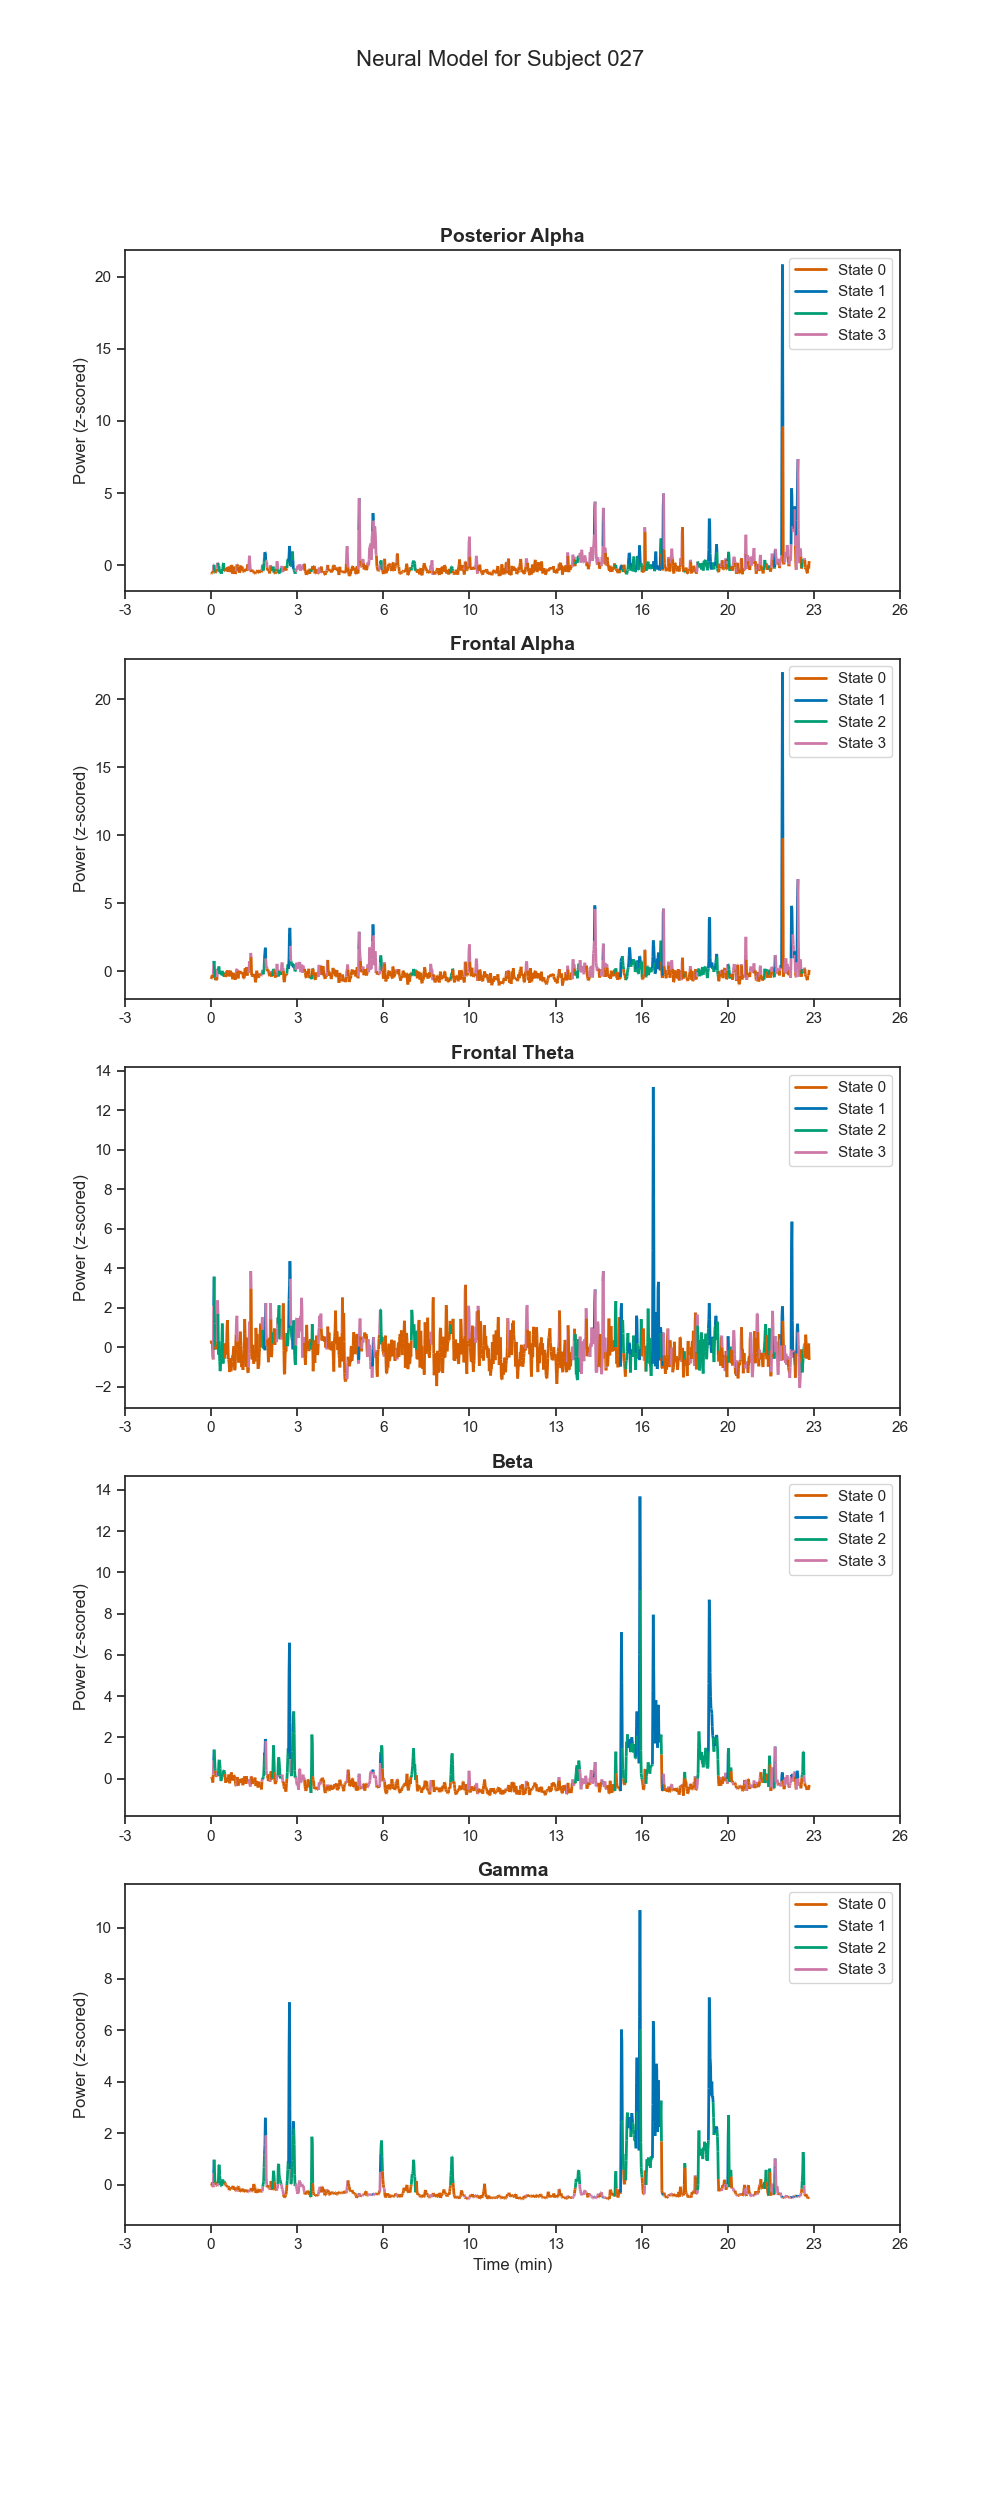 Neural Model for Subject 027
Posterior Alpha
Power (z-scored)
20
15
10
5
0
State 0
State 1
State 2
State 3
-3 0 3 6 10 13 16 20 23 26
Frontal Alpha
Power (z-scored)
20
15
10
5
0
State 0
State 1
State 2
State 3
-3 0 3 6 10 13 16 20 23 26
Frontal Theta
Power (z-scored)
14
12
10
8
6
4
2
0
−2
State 0
State 1
State 2
State 3
-3 0 3 6 10 13 16 20 23 26
Beta
Power (z-scored)
14
12
10
8
6
4
2
0
State 0
State 1
State 2
State 3
-3 0 3 6 10 13 16 20 23 26
Gamma
Power (z-scored)
10
8
6
4
2
0
State 0
State 1
State 2
State 3
-3 0 3 6 10 13 16 20 23 26
Time (min)